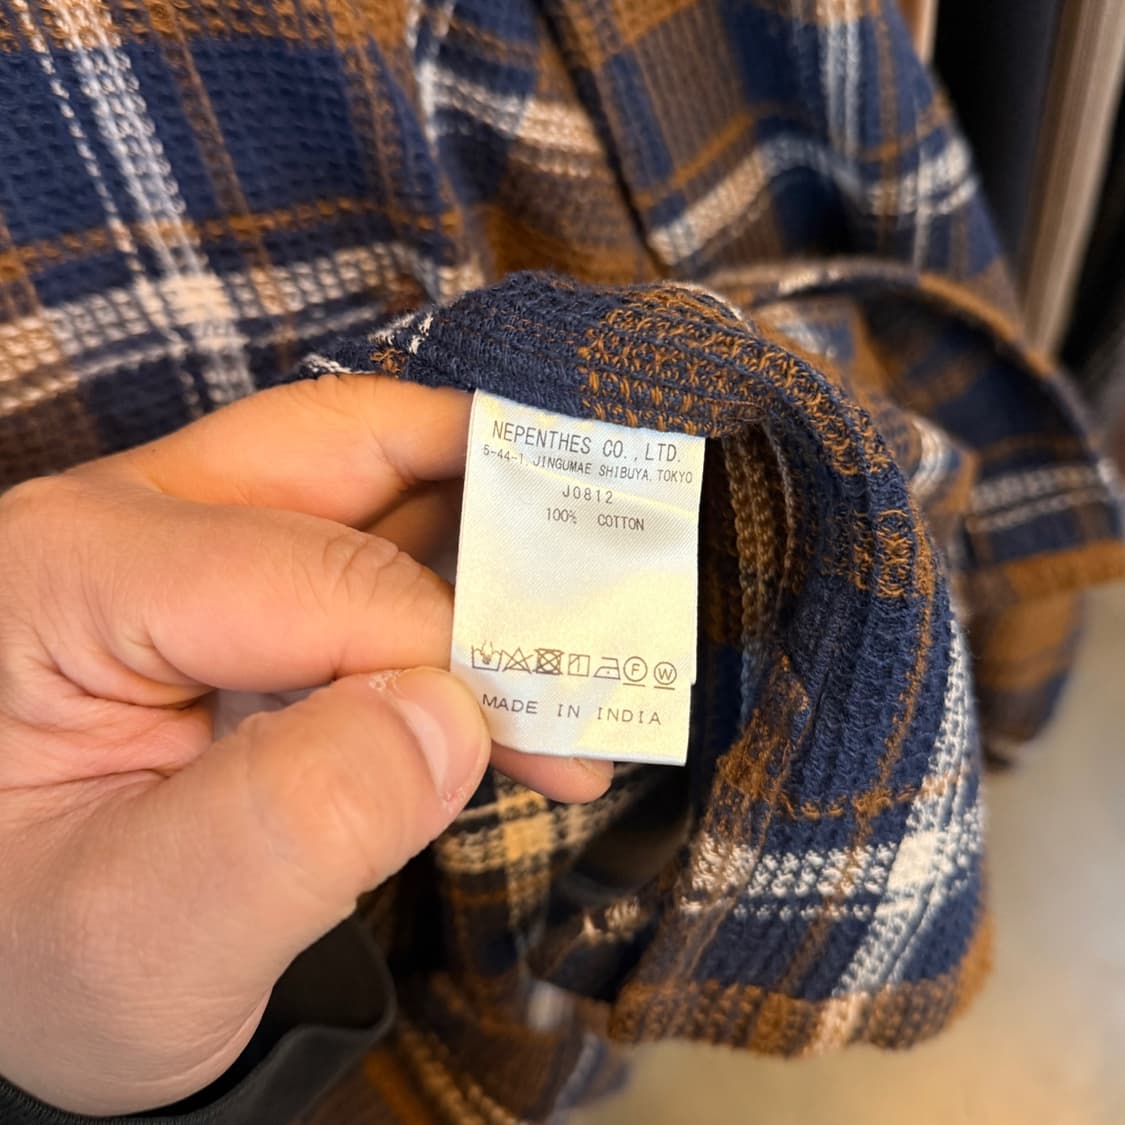 NEPENTHES CO.,LTD.
5-44-1, JINGUMAE SHIBUYA, TOKYO
J0812
100% COTTON
F W
MADE IN INDIA